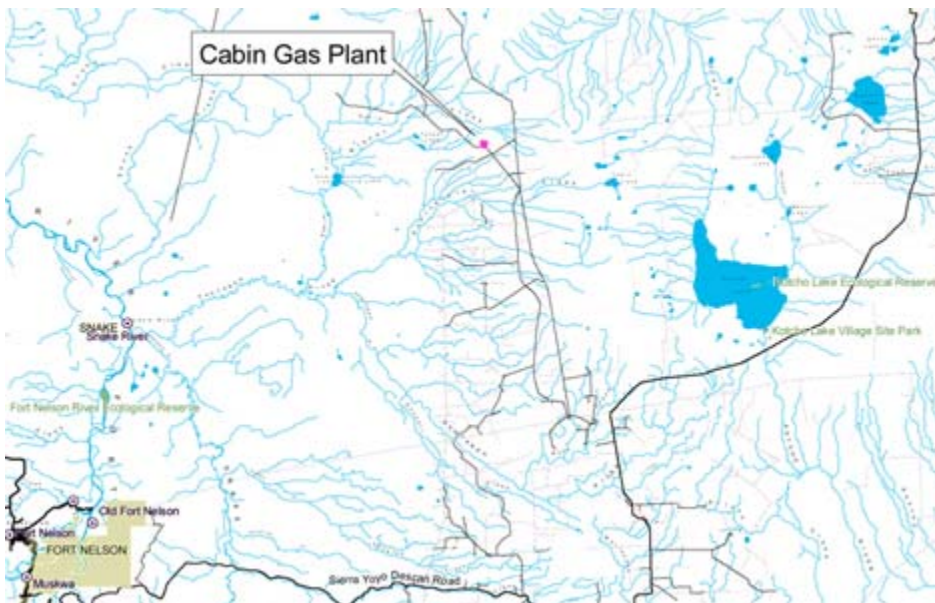 Cabin Gas Plant
Kotcho Lake Ecological Reserve
SNAKE
Snake River
Kotcho Lake Village Site Park
Fort Nelson River Ecological Reserve
Old Fort Nelson
Fort Nelson
FORT NELSON
Muskwa
Sierra Yoyo Desan Road